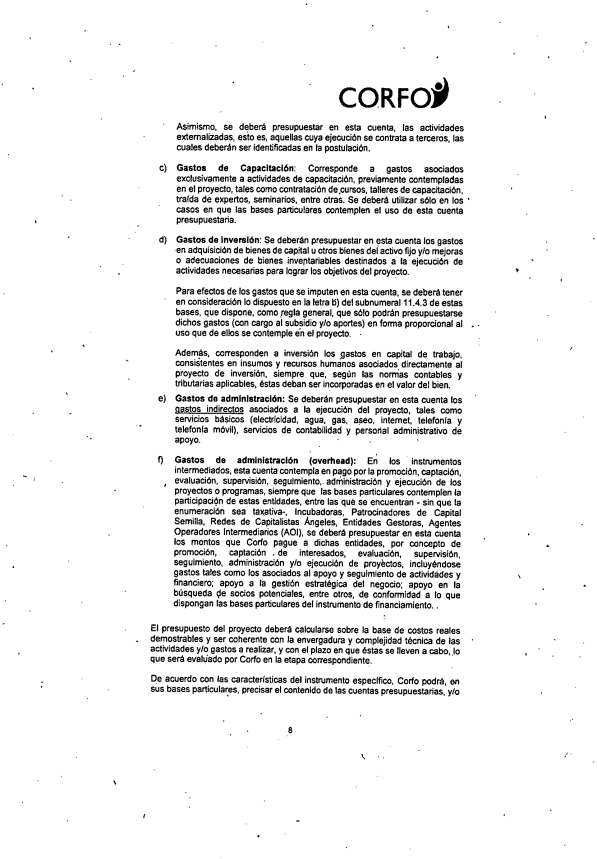 CORFO
Asimismo, se deberá presupuestar en esta cuenta, las actividades
externalizadas, esto es, aquellas cuya ejecución se contrata a terceros, las
cuales deberán ser identificadas en la postulación.
c) Gastos de Capacitación: Corresponde a gastos asociados
exclusivamente a actividades de capacitación, previamente contempladas
en el proyecto, tales como contratación de cursos, talleres de capacitación,
traída de expertos, seminarios, entre otras. Se deberá utilizar sólo en los
casos en que las bases particulares contemplen el uso de esta cuenta
presupuestaria.
d) Gastos de inversión: Se deberán presupuestar en esta cuenta los gastos
en adquisición de bienes de capital u otros bienes del activo fijo y/o mejoras
o adecuaciones de bienes inventariables destinados a la ejecución de
actividades necesarias para lograr los objetivos del proyecto.
Para efectos de los gastos que se imputen en esta cuenta, se deberá tener
en consideración lo dispuesto en la letra b) del subnumeral 11.4.3 de estas
bases, que dispone, como regla general, que sólo podrán presupuestarse
dichos gastos (con cargo al subsidio y/o aportes) en forma proporcional al
uso que de ellos se contemple en el proyecto.
Además, corresponden a inversión los gastos en capital de trabajo,
consistentes en insumos y recursos humanos asociados directamente al
proyecto de inversión, siempre que, según las normas contables y
tributarias aplicables, éstas deban ser incorporadas en el valor del bien.
e) Gastos de administración: Se deberán presupuestar en esta cuenta los
gastos indirectos asociados a la ejecución del proyecto, tales como
servicios básicos (electricidad, agua, gas, aseo, internet, telefonía y
telefonía móvil), servicios de contabilidad y personal administrativo de
apoyo.
f) Gastos de administración (overhead): En los instrumentos
intermediados, esta cuenta contempla en pago por la promoción, captación,
evaluación, supervisión, seguimiento, administración y ejecución de los
proyectos o programas, siempre que las bases particulares contemplen la
participación de estas entidades, entre las que se encuentran - sin que la
enumeración sea taxativa-, Incubadoras, Patrocinadores de Capital
Semilla, Redes de Capitalistas Ángeles, Entidades Gestoras, Agentes
Operadores Intermediarios (AOI), se deberá presupuestar en esta cuenta
los montos que Corfo pague a dichas entidades, por concepto de
promoción, captación de interesados, evaluación, supervisión,
seguimiento, administración y/o ejecución de proyectos, incluyéndose
gastos tales como los asociados al apoyo y seguimiento de actividades y
financiero; apoyo a la gestión estratégica del negocio; apoyo en la
búsqueda de socios potenciales, entre otros, de conformidad a lo que
dispongan las bases particulares del instrumento de financiamiento.
El presupuesto del proyecto deberá calcularse sobre la base de costos reales
demostrables y ser coherente con la envergadura y complejidad técnica de las
actividades y/o gastos a realizar, y con el plazo en que éstas se lleven a cabo, lo
que será evaluado por Corfo en la etapa correspondiente.
De acuerdo con las características del instrumento específico, Corfo podrá, en
sus bases particulares, precisar el contenido de las cuentas presupuestarias, y/o
8